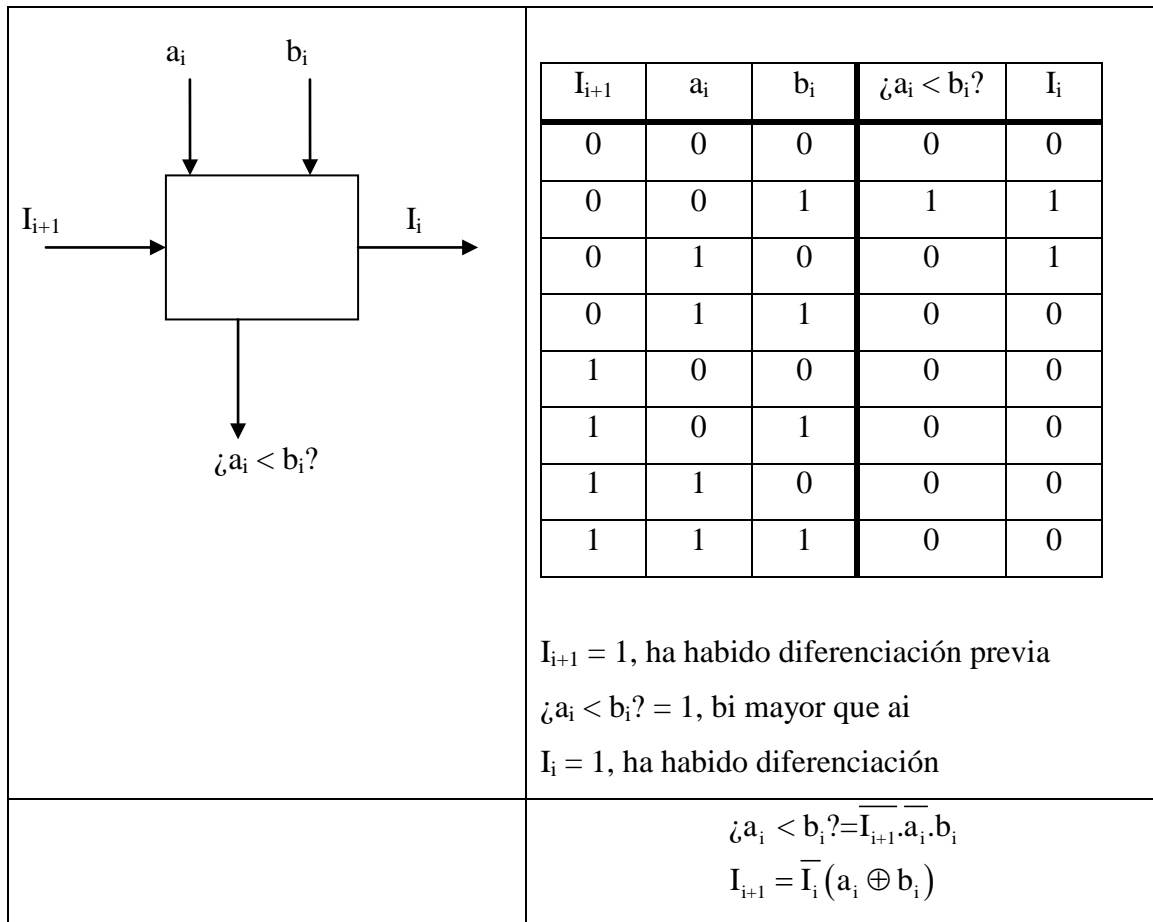 aᵢ bᵢ
Iᵢ₊₁ Iᵢ
¿aᵢ < bᵢ?
Iᵢ₊₁ aᵢ bᵢ ¿aᵢ < bᵢ? Iᵢ
0 0 0 0 0
0 0 1 1 1
0 1 0 0 1
0 1 1 0 0
1 0 0 0 0
1 0 1 0 0
1 1 0 0 0
1 1 1 0 0
Iᵢ₊₁ = 1, ha habido diferenciación previa
¿aᵢ < bᵢ? = 1, bi mayor que ai
Iᵢ = 1, ha habido diferenciación
¿aᵢ < bᵢ?=I̅ᵢ₊₁.a̅ᵢ.bᵢ
Iᵢ₊₁ = I̅ᵢ(aᵢ ⊕ bᵢ)